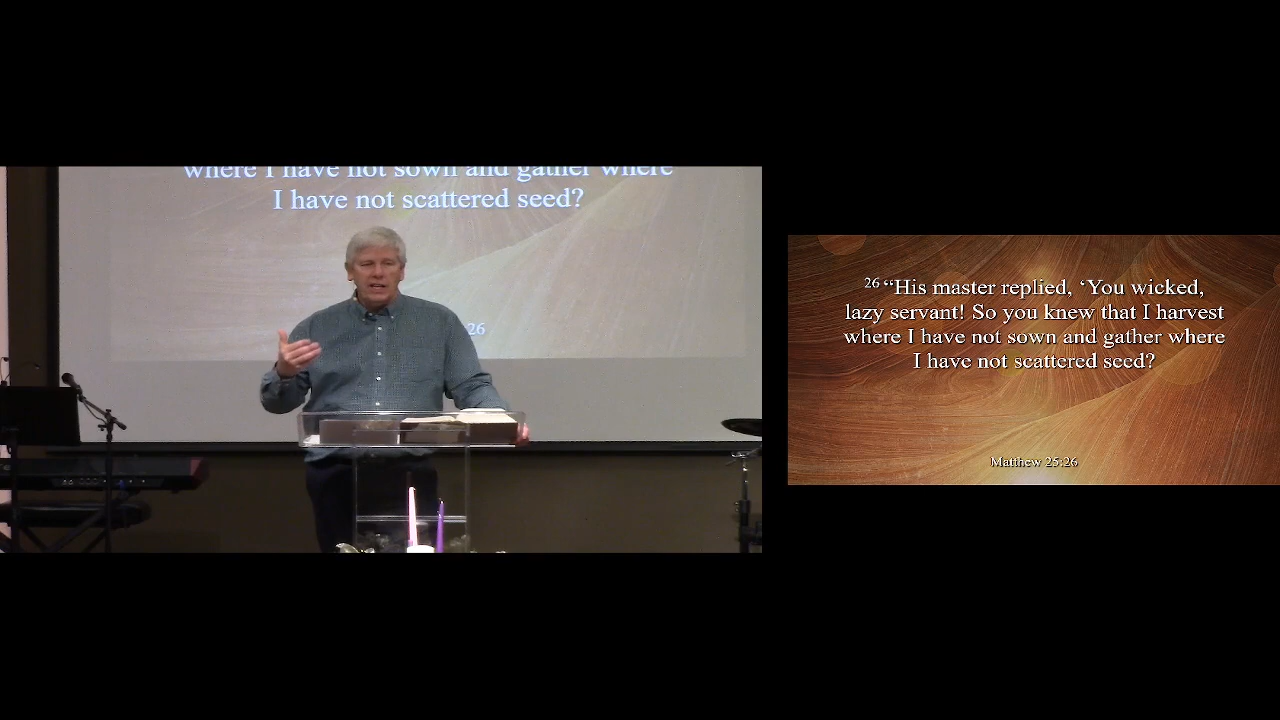 where I have not sown and gather where
I have not scattered seed?
26
26 “His master replied, ‘You wicked,
lazy servant! So you knew that I harvest
where I have not sown and gather where
I have not scattered seed?
Matthew 25:26